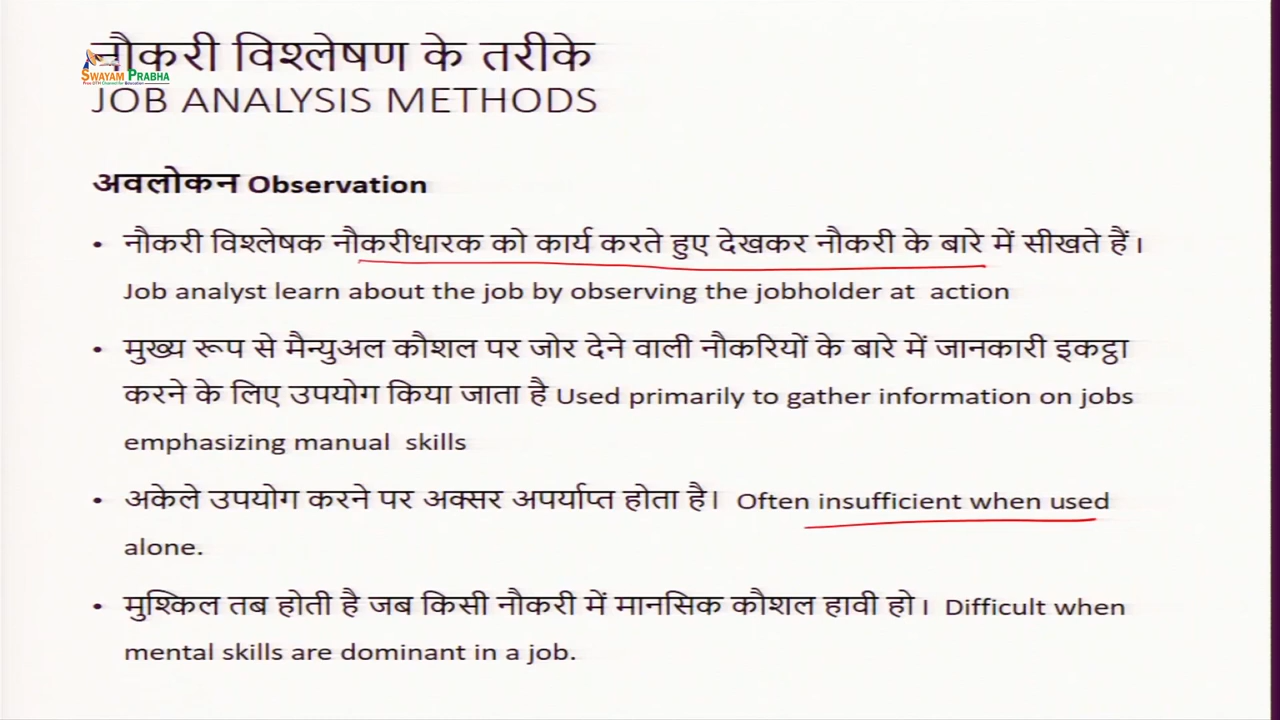 नौकरी विश्लेषण के तरीके
SWAYAM PRABHA
JOB ANALYSIS METHODS
अवलोकन Observation
• नौकरी विश्लेषक नौकरीधारक को कार्य करते हुए देखकर नौकरी के बारे में सीखते हैं।
Job analyst learn about the job by observing the jobholder at action
• मुख्य रूप से मैन्युअल कौशल पर जोर देने वाली नौकरियों के बारे में जानकारी इकट्ठा
करने के लिए उपयोग किया जाता है Used primarily to gather information on jobs
emphasizing manual skills
• अकेले उपयोग करने पर अक्सर अपर्याप्त होता है। Often insufficient when used
alone.
• मुश्किल तब होती है जब किसी नौकरी में मानसिक कौशल हावी हो। Difficult when
mental skills are dominant in a job.